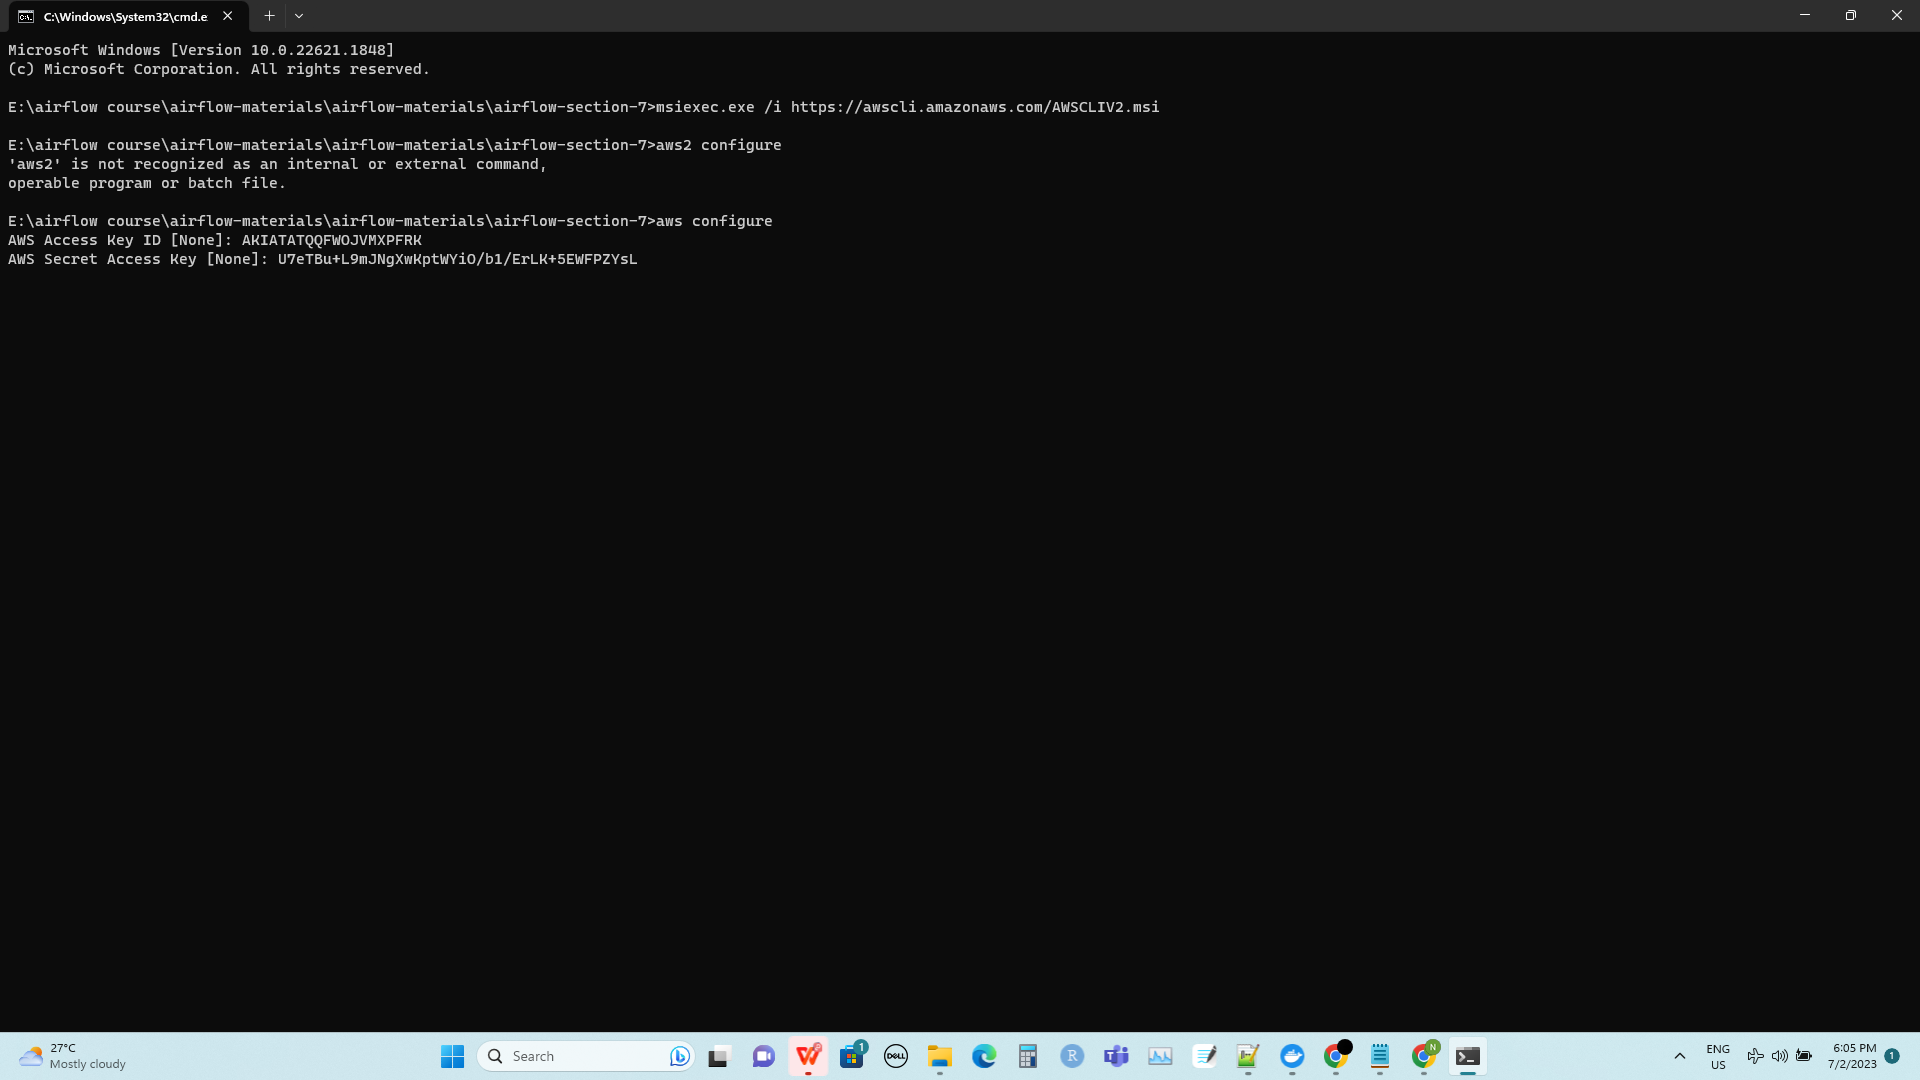 C:\Windows\System32\cmd.e
Microsoft Windows [Version 10.0.22621.1848]
(c) Microsoft Corporation. All rights reserved.
E:\airflow course\airflow-materials\airflow-materials\airflow-section-7>msiexec.exe /i https://awscli.amazonaws.com/AWSCLIV2.msi
E:\airflow course\airflow-materials\airflow-materials\airflow-section-7>aws2 configure
'aws2' is not recognized as an internal or external command,
operable program or batch file.
E:\airflow course\airflow-materials\airflow-materials\airflow-section-7>aws configure
AWS Access Key ID [None]: AKIATATQQFWOJVMXPFRK
AWS Secret Access Key [None]: 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
27°C
Mostly cloudy
Search
1
DELL
R
N
ENG
US
6:05 PM
7/2/2023
1